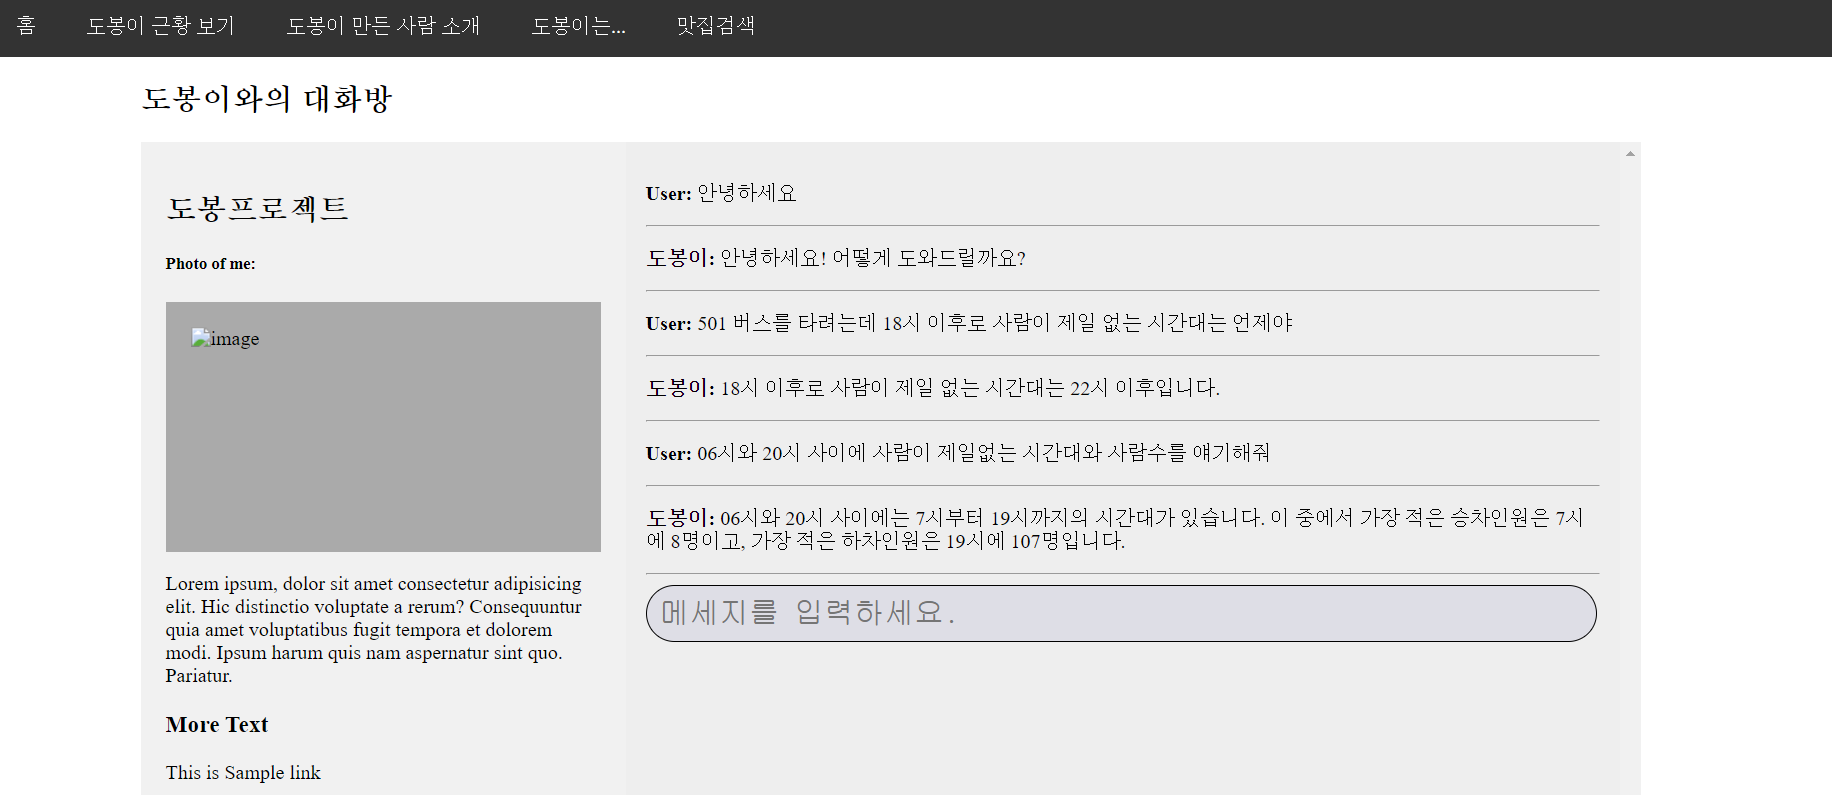 홈 도봉이 근황 보기 도봉이 만든 사람 소개 도봉이는... 맛집검색
도봉이와의 대화방
도봉프로젝트
Photo of me:
image
Lorem ipsum, dolor sit amet consectetur adipisicing
elit. Hic distinctio voluptate a rerum? Consequuntur
quia amet voluptatibus fugit tempora et dolorem
modi. Ipsum harum quis nam aspernatur sint quo.
Pariatur.
More Text
This is Sample link
User: 안녕하세요
도봉이: 안녕하세요! 어떻게 도와드릴까요?
User: 501 버스를 타려는데 18시 이후로 사람이 제일 없는 시간대는 언제야
도봉이: 18시 이후로 사람이 제일 없는 시간대는 22시 이후입니다.
User: 06시와 20시 사이에 사람이 제일없는 시간대와 사람수를 얘기해줘
도봉이: 06시와 20시 사이에는 7시부터 19시까지의 시간대가 있습니다. 이 중에서 가장 적은 승차인원은 7시
에 8명이고, 가장 적은 하차인원은 19시에 107명입니다.
메세지를 입력하세요.